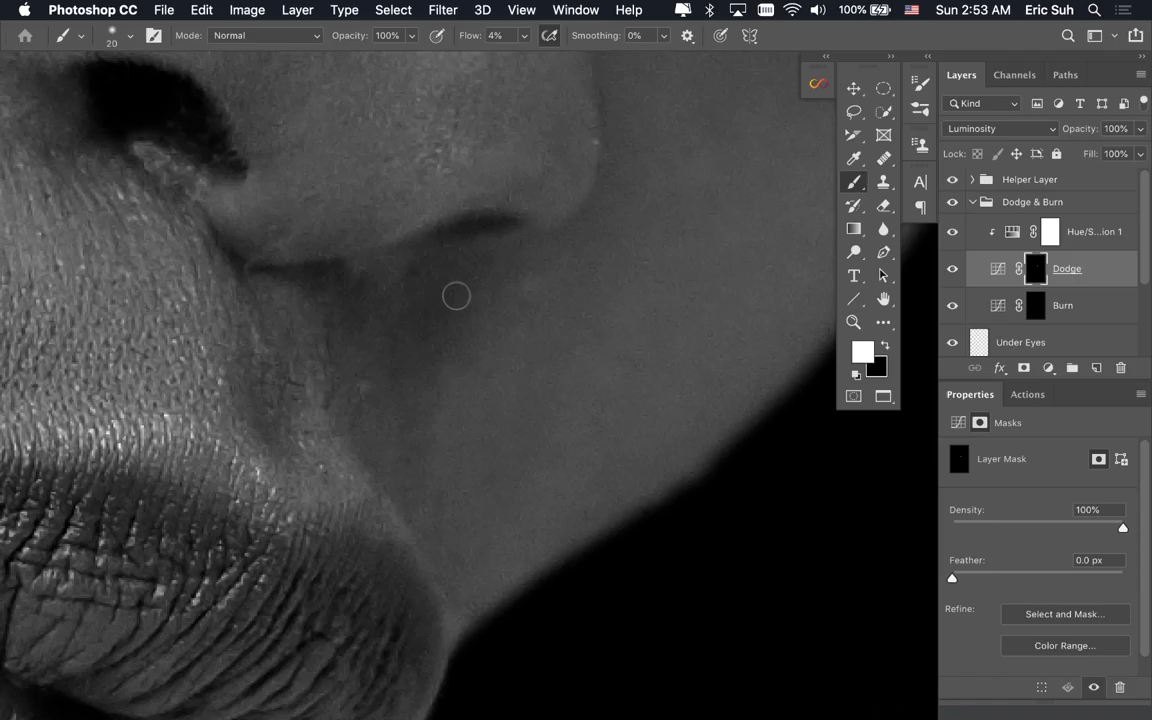 Photoshop CC File Edit Image Layer Type Select Filter 3D View Window Help 100% Sun 2:53 AM Eric Suh
20 Mode: Normal Opacity: 100% Flow: 4% Smoothing: 0%
Layers Channels Paths
Kind
Luminosity Opacity: 100%
Lock: Fill: 100%
Helper Layer
Dodge & Burn
Hue/S...ion 1
Dodge
Burn
Under Eyes
fx
Properties Actions
Masks
Layer Mask
Density: 100%
Feather: 0.0 px
Refine: Select and Mask...
Color Range...